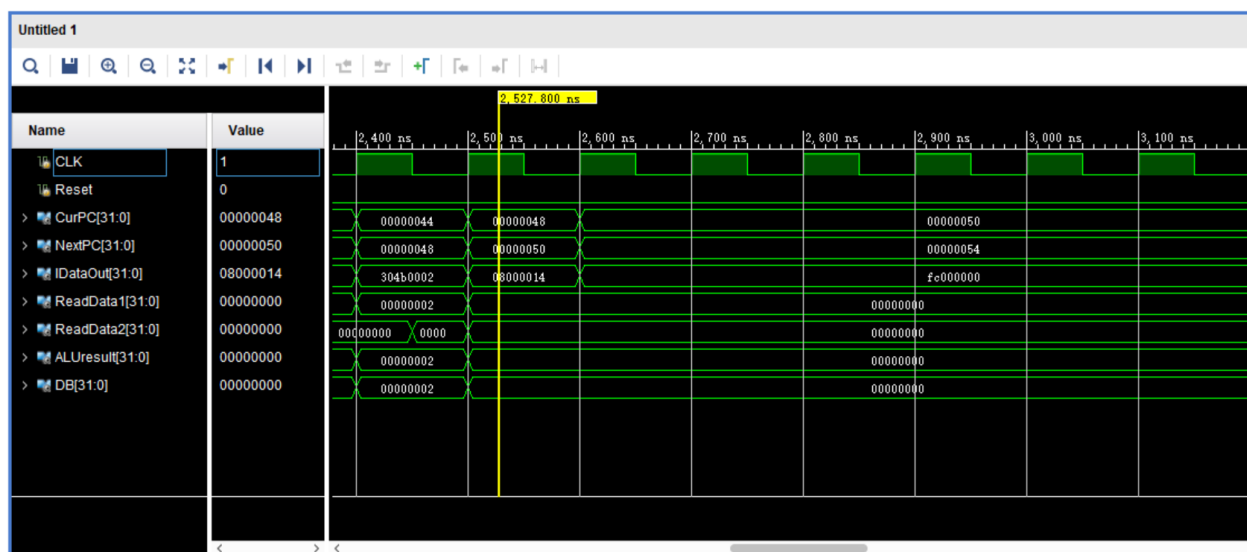 Untitled 1
2,527.800 ns
Name Value
2,400 ns 2,500 ns 2,600 ns 2,700 ns 2,800 ns 2,900 ns 3,000 ns 3,100 ns
CLK 1
Reset 0
CurPC[31:0] 00000048 00000044 00000048 00000050
NextPC[31:0] 00000050 00000048 00000050 00000054
IDataOut[31:0] 08000014 304b0002 08000014 fc000000
ReadData1[31:0] 00000000 00000002 00000000
ReadData2[31:0] 00000000 00000000 0000 00000000
ALUresult[31:0] 00000000 00000002 00000000
DB[31:0] 00000000 00000002 00000000